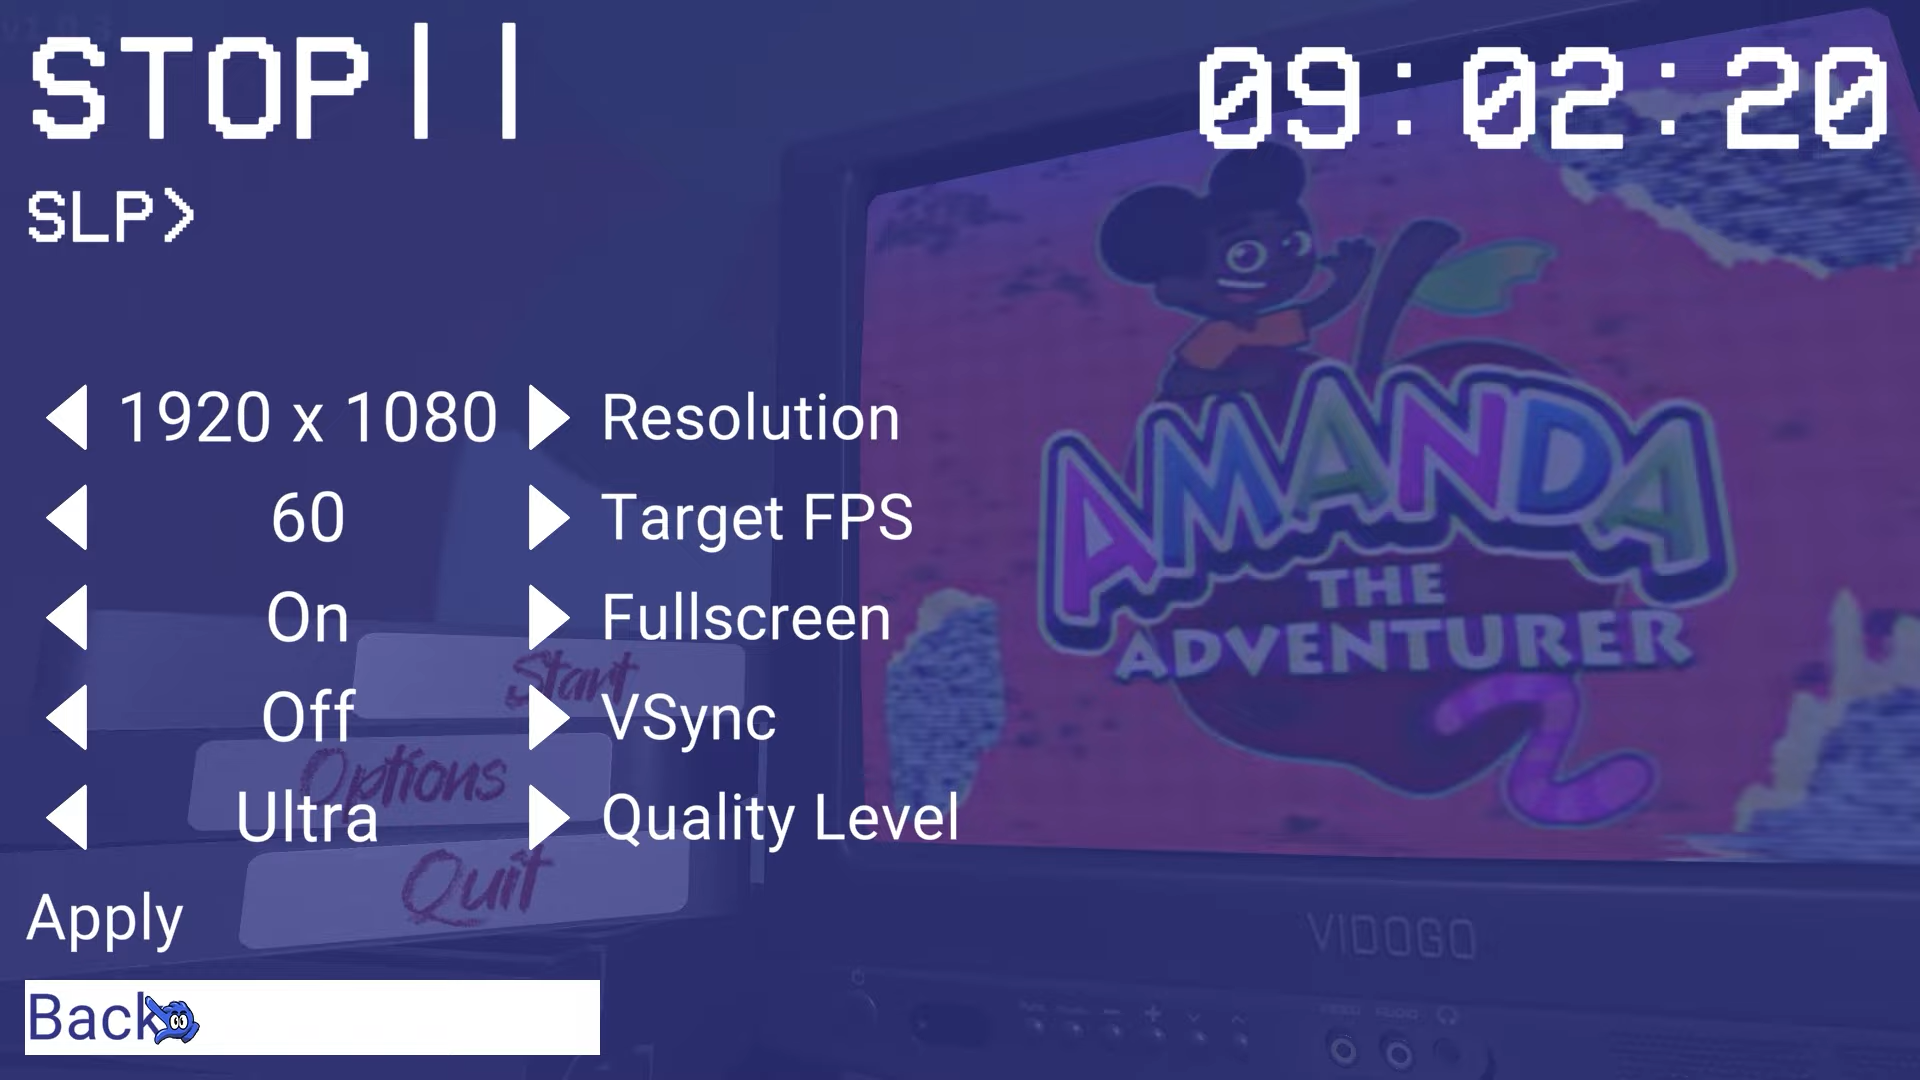 STOP||
09:02:20
SLP>
1920 x 1080 Resolution
60 Target FPS
On Fullscreen
Off VSync
Ultra Quality Level
Apply
Back
Start
Options
Quit
AMANDA
THE
ADVENTURER
2
VIDOGO